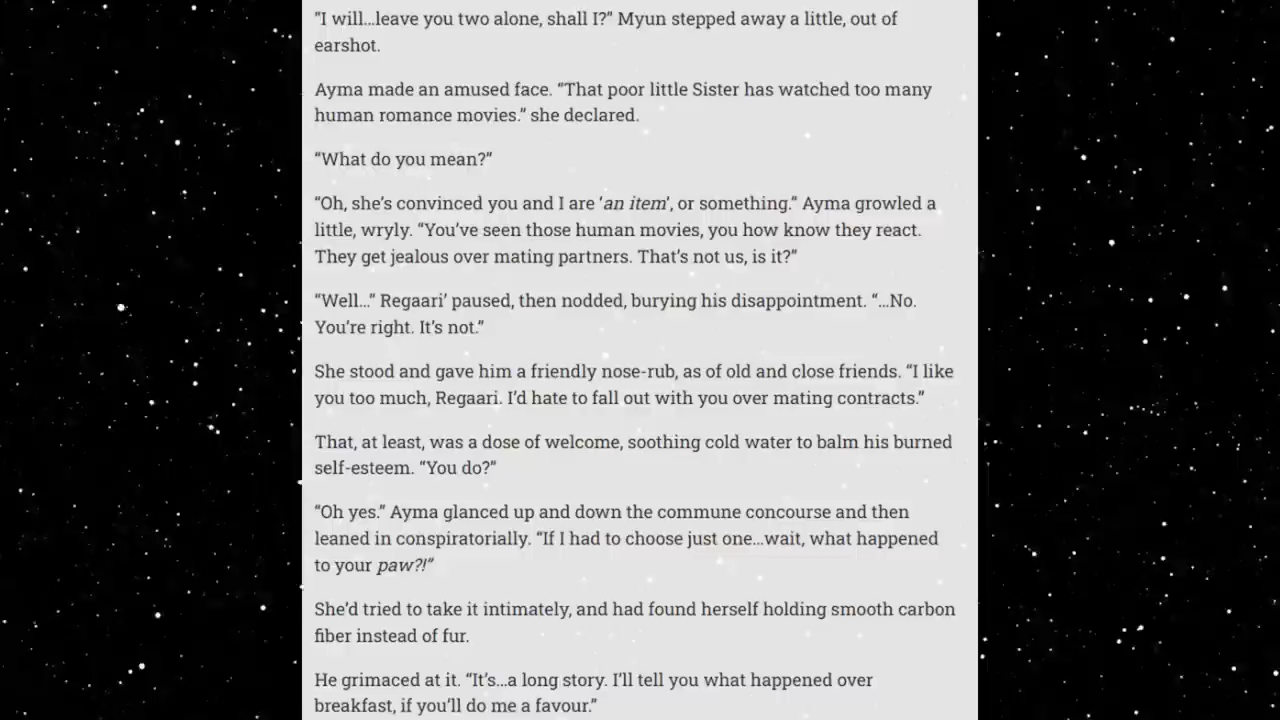 "I will…leave you two alone, shall I?" Myun stepped away a little, out of
earshot.
Ayma made an amused face. “That poor little Sister has watched too many
human romance movies.” she declared.
“What do you mean?”
“Oh, she’s convinced you and I are ‘an item’, or something.” Ayma growled a
little, wryly. “You’ve seen those human movies, you how know they react.
They get jealous over mating partners. That’s not us, is it?”
“Well…” Regaari’ paused, then nodded, burying his disappointment. “…No.
You’re right. It’s not.”
She stood and gave him a friendly nose-rub, as of old and close friends. “I like
you too much, Regaari. I’d hate to fall out with you over mating contracts.”
That, at least, was a dose of welcome, soothing cold water to balm his burned
self-esteem. “You do?”
“Oh yes.” Ayma glanced up and down the commune concourse and then
leaned in conspiratorially. “If I had to choose just one…wait, what happened
to your paw?!”
She’d tried to take it intimately, and had found herself holding smooth carbon
fiber instead of fur.
He grimaced at it. “It’s…a long story. I’ll tell you what happened over
breakfast, if you’ll do me a favour.”